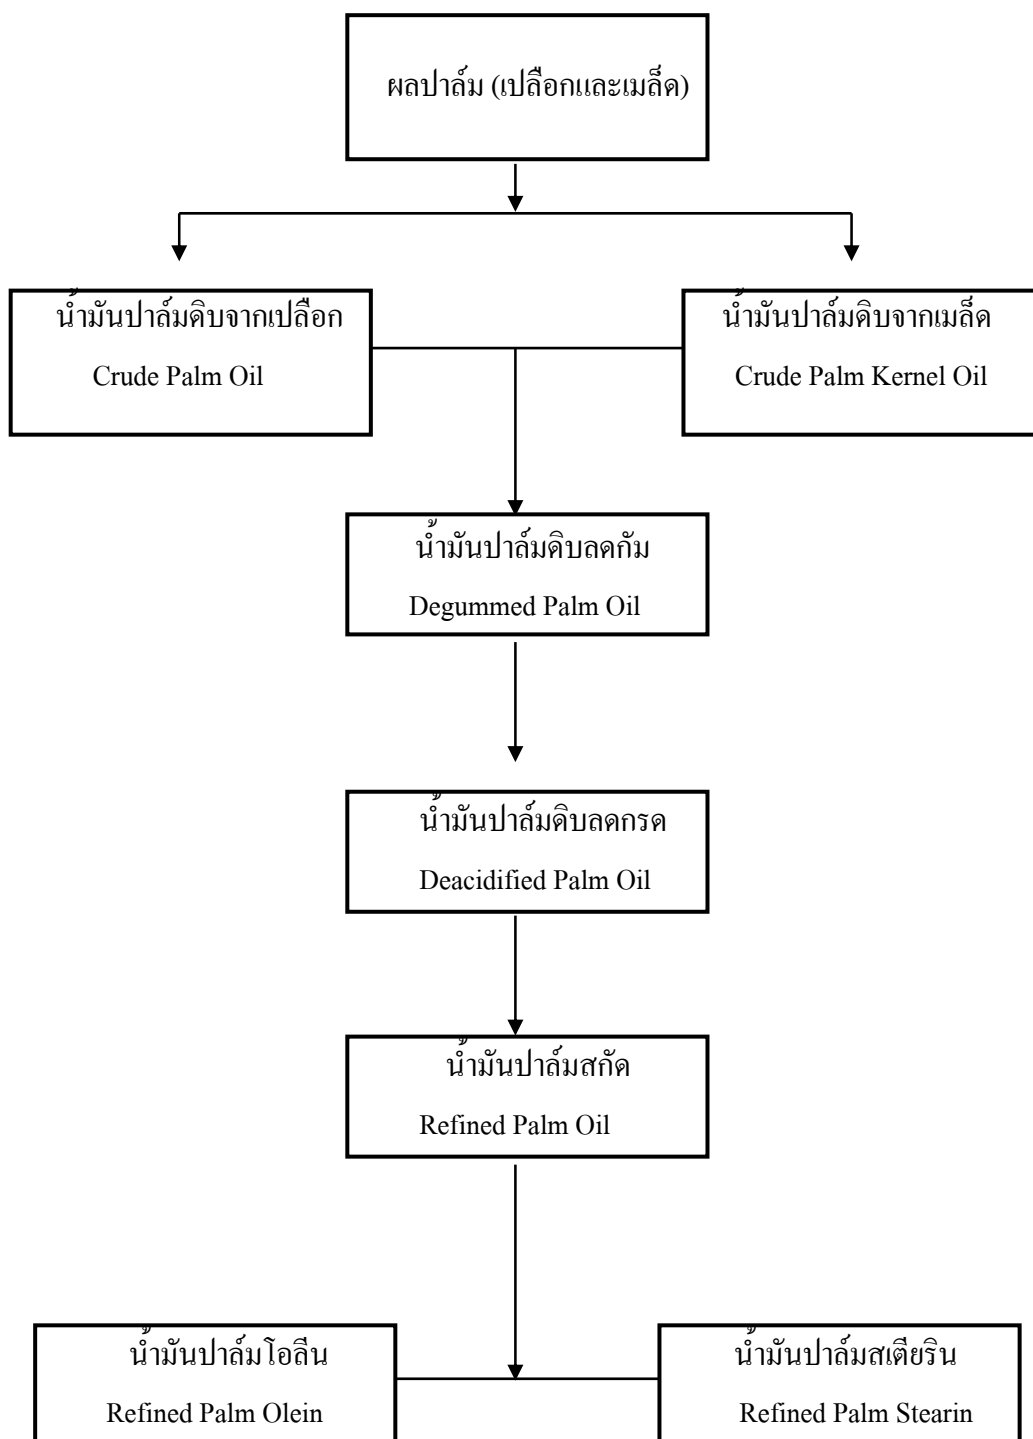 ผลปาล์ม (เปลือกและเมล็ด)
น้ำมันปาล์มดิบจากเปลือก
Crude Palm Oil
น้ำมันปาล์มดิบจากเมล็ด
Crude Palm Kernel Oil
น้ำมันปาล์มดิบลดกัม
Degummed Palm Oil
น้ำมันปาล์มดิบลดกรด
Deacidified Palm Oil
น้ำมันปาล์มสกัด
Refined Palm Oil
น้ำมันปาล์มโอลีน
Refined Palm Olein
น้ำมันปาล์มสเตียริน
Refined Palm Stearin